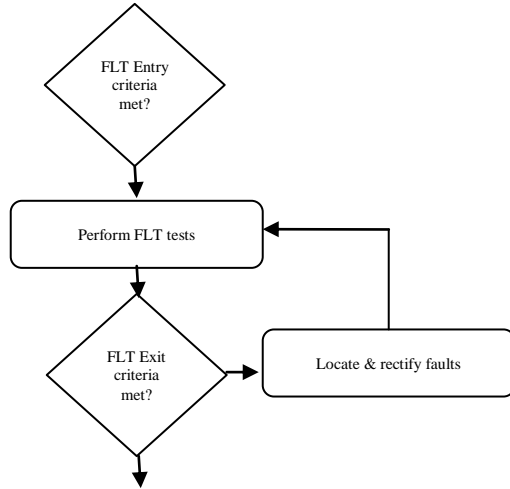 FLT Entry
criteria
met?
Perform FLT tests
FLT Exit
criteria
met?
Locate & rectify faults